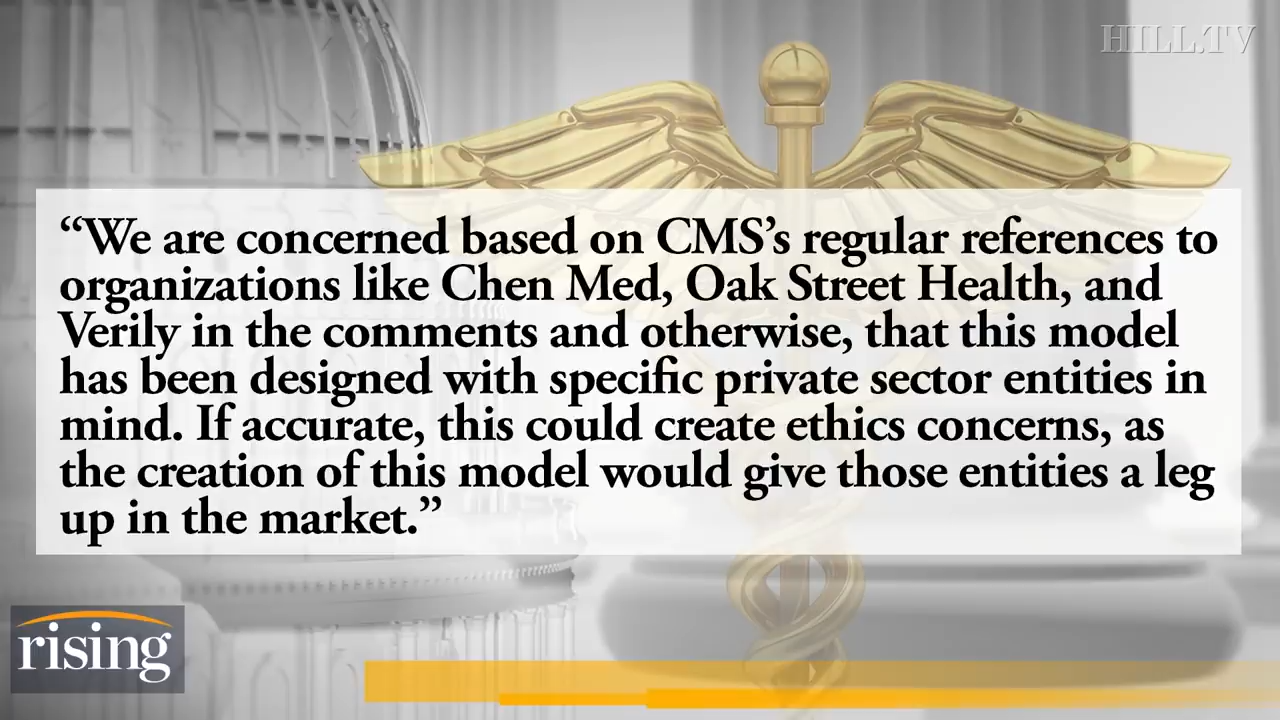 HILL.TV
“We are concerned based on CMS’s regular references to
organizations like Chen Med, Oak Street Health, and
Verily in the comments and otherwise, that this model
has been designed with specific private sector entities in
mind. If accurate, this could create ethics concerns, as
the creation of this model would give those entities a leg
up in the market.”
rising